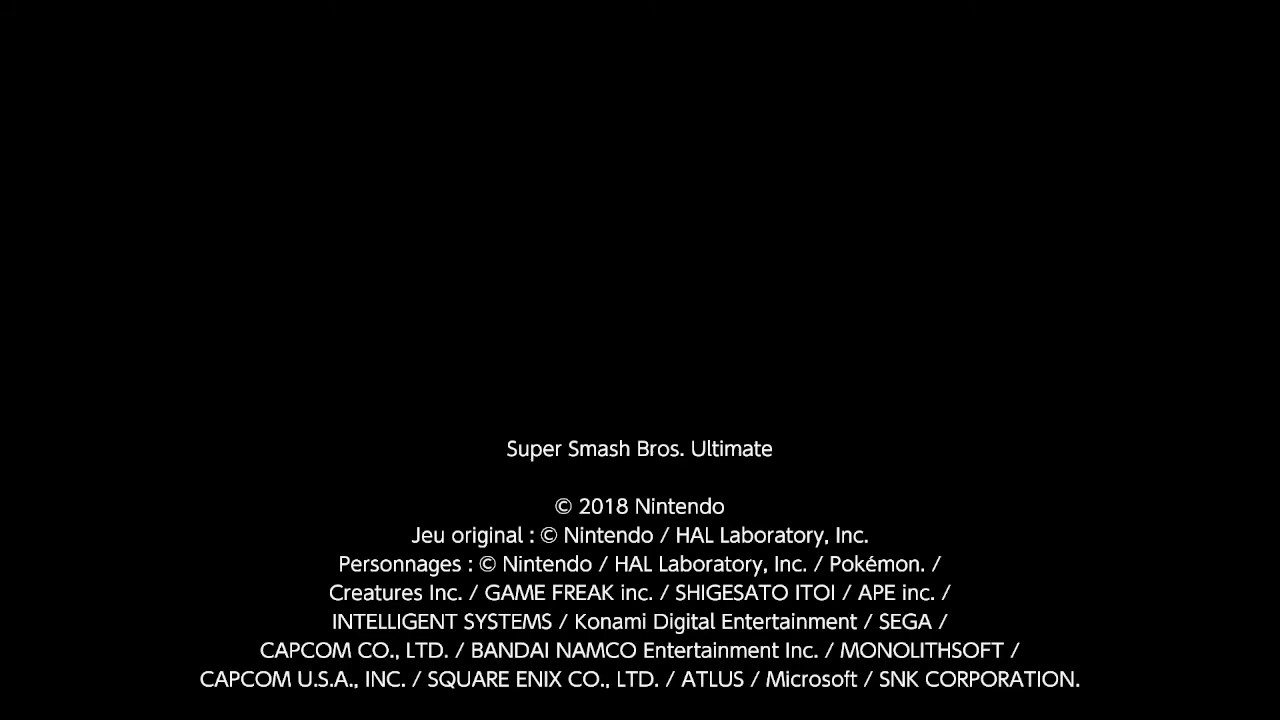 Super Smash Bros. Ultimate
© 2018 Nintendo
Jeu original : © Nintendo / HAL Laboratory, Inc.
Personnages : © Nintendo / HAL Laboratory, Inc. / Pokémon. /
Creatures Inc. / GAME FREAK inc. / SHIGESATO ITOI / APE inc. /
INTELLIGENT SYSTEMS / Konami Digital Entertainment / SEGA /
CAPCOM CO., LTD. / BANDAI NAMCO Entertainment Inc. / MONOLITHSOFT /
CAPCOM U.S.A., INC. / SQUARE ENIX CO., LTD. / ATLUS / Microsoft / SNK CORPORATION.